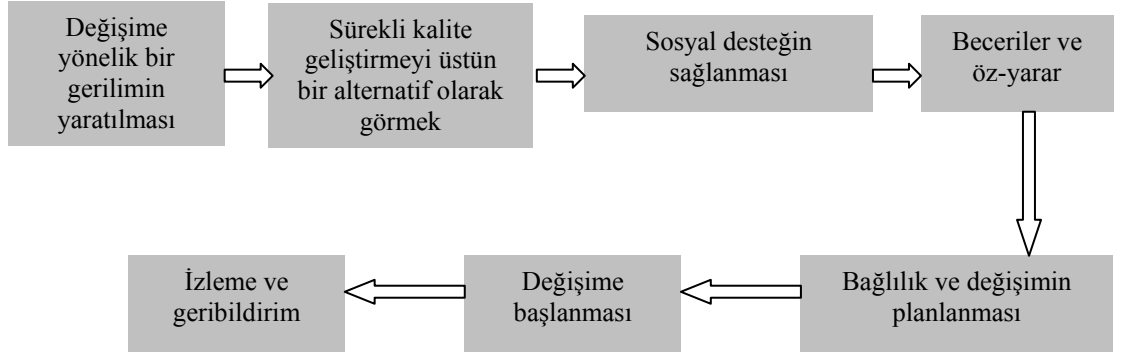 Değişime
yönelik bir
gerilimin
yaratılması
Sürekli kalite
geliştirmeyi üstün
bir alternatif olarak
görmek
Sosyal desteğin
sağlanması
Beceriler ve
öz-yarar
Bağlılık ve değişimin
planlanması
Değişime
başlanması
İzleme ve
geribildirim